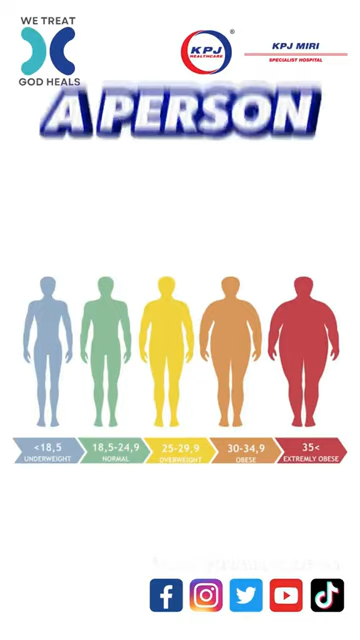 WE TREAT
GOD HEALS
KPJ
HEALTHCARE
®
KPJ MIRI
SPECIALIST HOSPITAL
A PERSON
<18,5
UNDERWEIGHT
18,5-24,9
NORMAL
25-29,9
OVERWEIGHT
30-34,9
OBESE
35<
EXTREMLY OBESE